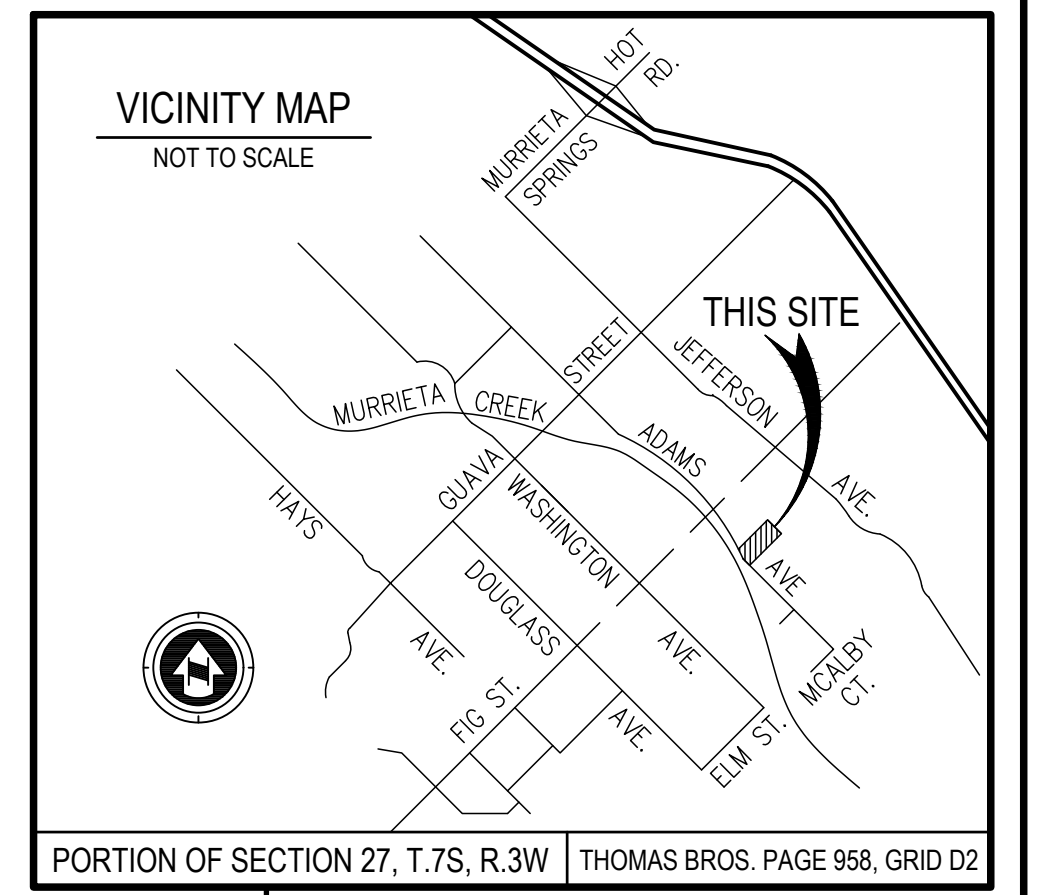 VICINITY MAP
NOT TO SCALE
MURRIETA HOT
SPRINGS RD.
THIS SITE
STREET
JEFFERSON
MURRIETA CREEK
ADAMS
GUAVA
WASHINGTON
AVE.
HAYS
DOUGLASS
AVE
AVE.
AVE.
MCALBY
CT.
FIG ST.
AVE.
ELM ST.
PORTION OF SECTION 27, T.7S, R.3W
THOMAS BROS. PAGE 958, GRID D2